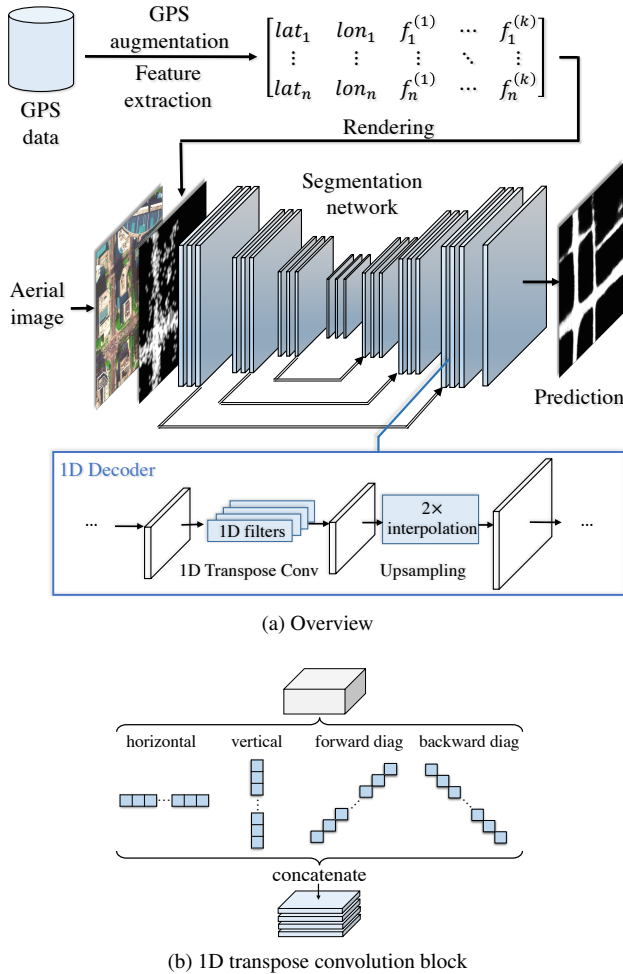 GPS
augmentation
Feature
extraction
GPS
data
lat₁ lon₁ f₁⁽¹⁾ ⋯ f₁⁽ᵏ⁾
⋮ ⋮ ⋮ ⋱ ⋮
latₙ lonₙ fₙ⁽¹⁾ ⋯ fₙ⁽ᵏ⁾
Rendering
Segmentation
network
Aerial
image
Prediction
1D Decoder
... 1D filters 2× interpolation ...
1D Transpose Conv Upsampling
(a) Overview
horizontal vertical forward diag backward diag
concatenate
(b) 1D transpose convolution block